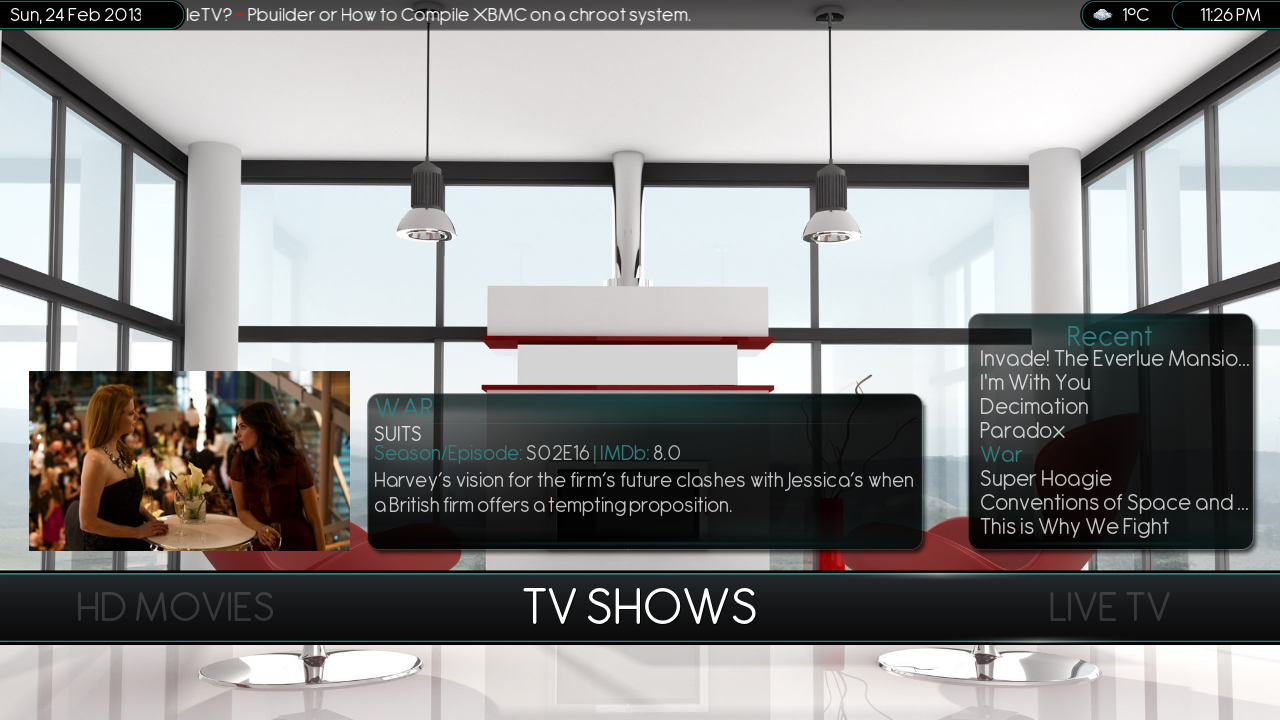 Sun, 24 Feb 2013
leTV? - Pbuilder or How to Compile XBMC on a chroot system.
1°C
11:26 PM
WAR
SUITS
Season/Episode: S02E16 | IMDb: 8.0
Harvey's vision for the firm's future clashes with Jessica's when
a British firm offers a tempting proposition.
Recent
Invade! The Everlue Mansio...
I'm With You
Decimation
Paradox
War
Super Hoagie
Conventions of Space and ...
This is Why We Fight
HD MOVIES
TV SHOWS
LIVE TV